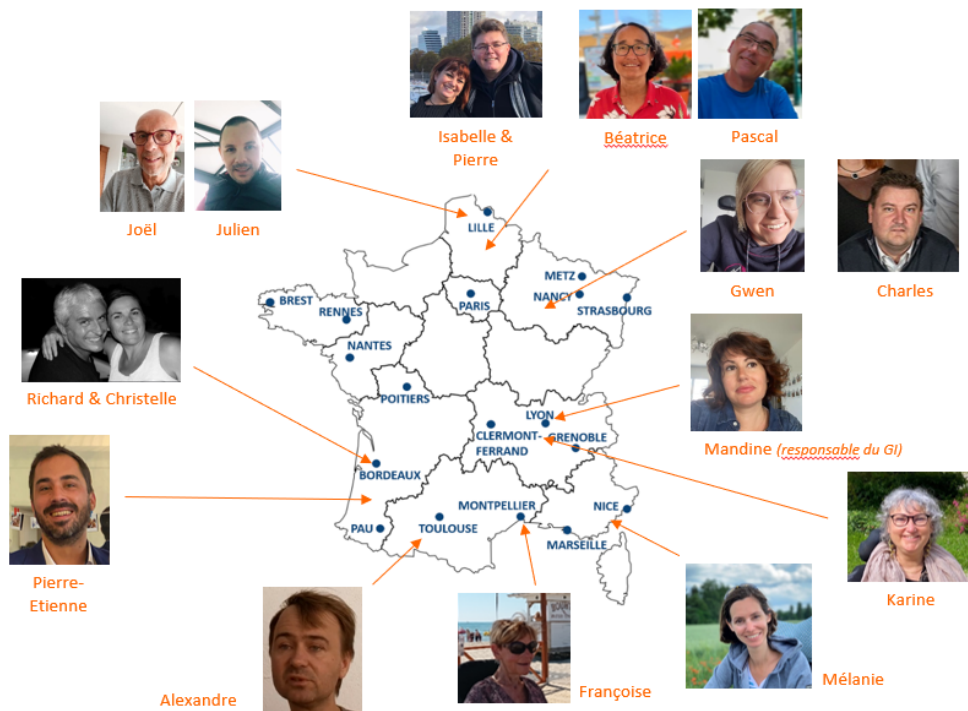 Isabelle &
Pierre
Béatrice
Pascal
Joël
Julien
LILLE
Gwen
Charles
METZ
NANCY
STRASBOURG
PARIS
BREST
RENNES
NANTES
Richard & Christelle
POITIERS
LYON
CLERMONT-
FERRAND
GRENOBLE
Mandine (responsable du GI)
BORDEAUX
MONTPELLIER
NICE
PAU
TOULOUSE
MARSEILLE
Pierre-
Etienne
Karine
Mélanie
Françoise
Alexandre